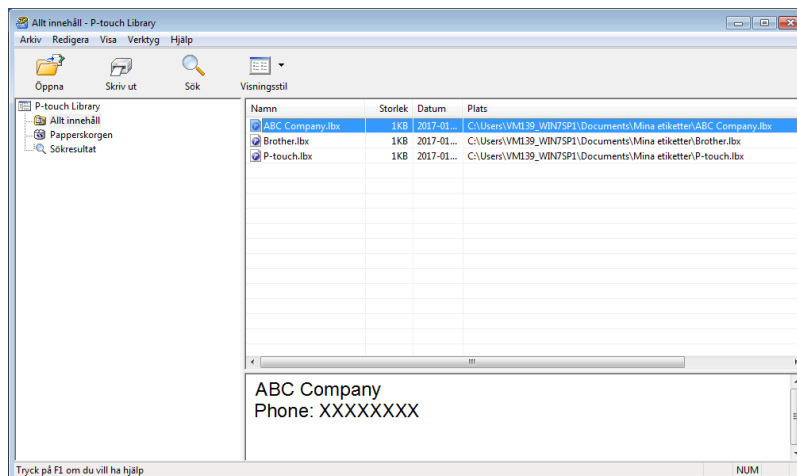 Allt innehåll - P-touch Library
Arkiv Redigera Visa Verktyg Hjälp
Öppna Skriv ut Sök Visningsstil
P-touch Library
Allt innehåll
Papperskorgen
Sökresultat
Namn Storlek Datum Plats
ABC Company.lbx 1KB 2017-01... C:\Users\VM139_WIN7SP1\Documents\Mina etiketter\ABC Company.lbx
Brother.lbx 1KB 2017-01... C:\Users\VM139_WIN7SP1\Documents\Mina etiketter\Brother.lbx
P-touch.lbx 1KB 2017-01... C:\Users\VM139_WIN7SP1\Documents\Mina etiketter\P-touch.lbx
ABC Company
Phone: XXXXXXXX
Tryck på F1 om du vill ha hjälp NUM